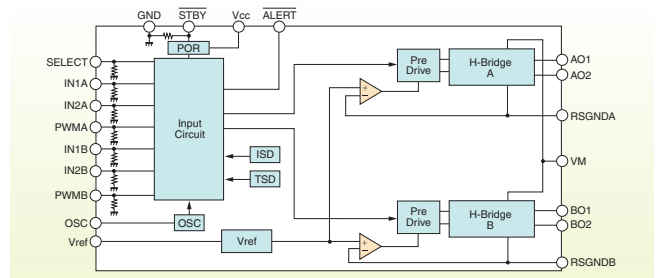 GND
STBY
Vcc
ALERT
POR
SELECT
IN1A
IN2A
PWMA
IN1B
IN2B
PWMB
OSC
Vref
Input
Circuit
ISD
TSD
OSC
Vref
Pre
Drive
H-Bridge
A
+
−
Pre
Drive
H-Bridge
B
+
−
AO1
AO2
RSGNDA
VM
BO1
BO2
RSGNDB